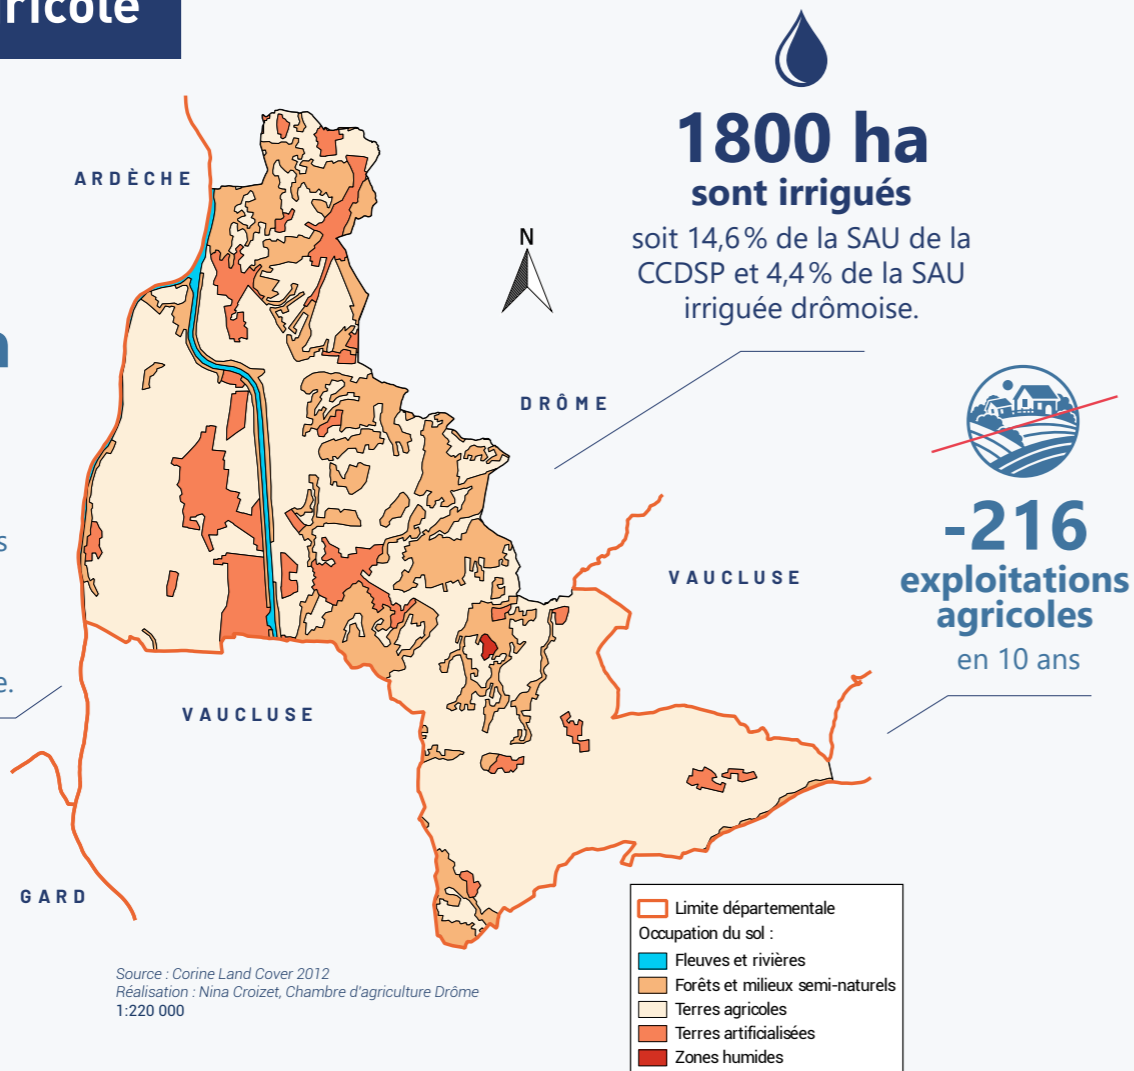 1800 ha
sont irrigués
soit 14,6 % de la SAU de la
CCDSP et 4,4 % de la SAU
irriguée drômoise.
ARDÈCHE
N
DRÔME
-216
exploitations
agricoles
en 10 ans
VAUCLUSE
VAUCLUSE
GARD
Source : Corine Land Cover 2012
Réalisation : Nina Croizet, Chambre d'agriculture Drôme
1:220 000
Limite départementale
Occupation du sol :
Fleuves et rivières
Forêts et milieux semi-naturels
Terres agricoles
Terres artificialisées
Zones humides